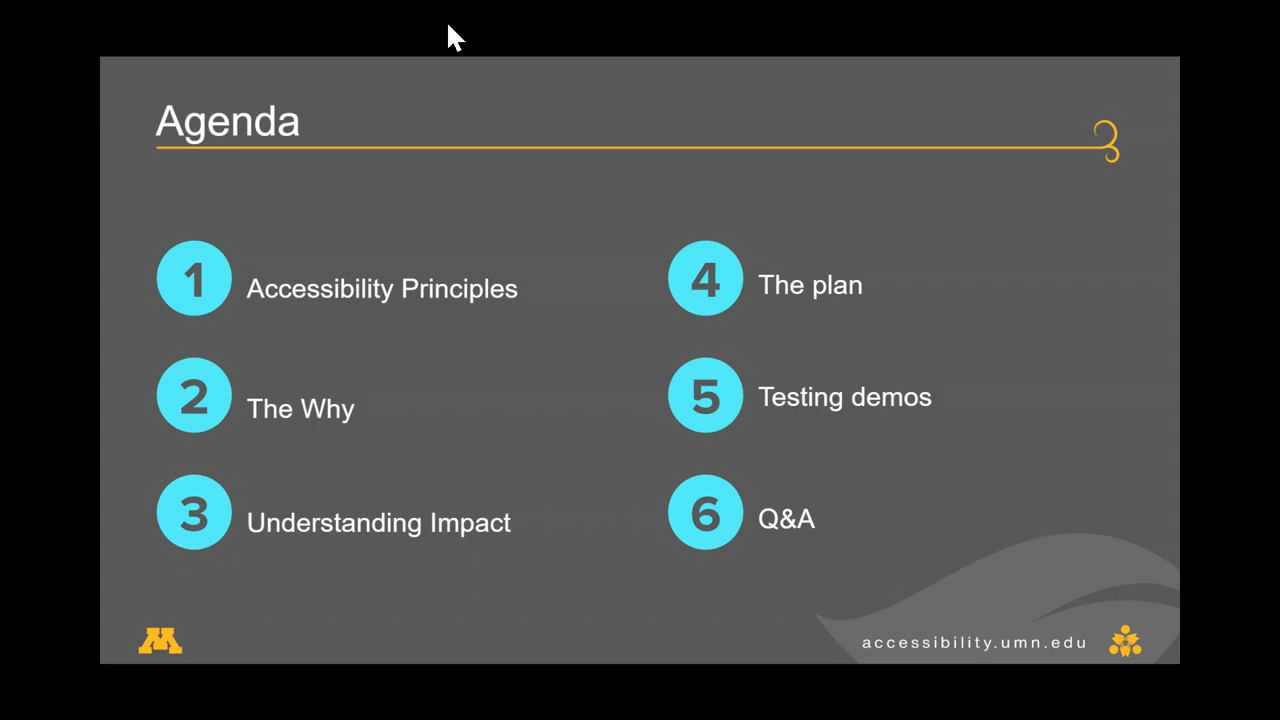 Agenda
1 Accessibility Principles
2 The Why
3 Understanding Impact
4 The plan
5 Testing demos
6 Q&A
M
accessibility.umn.edu